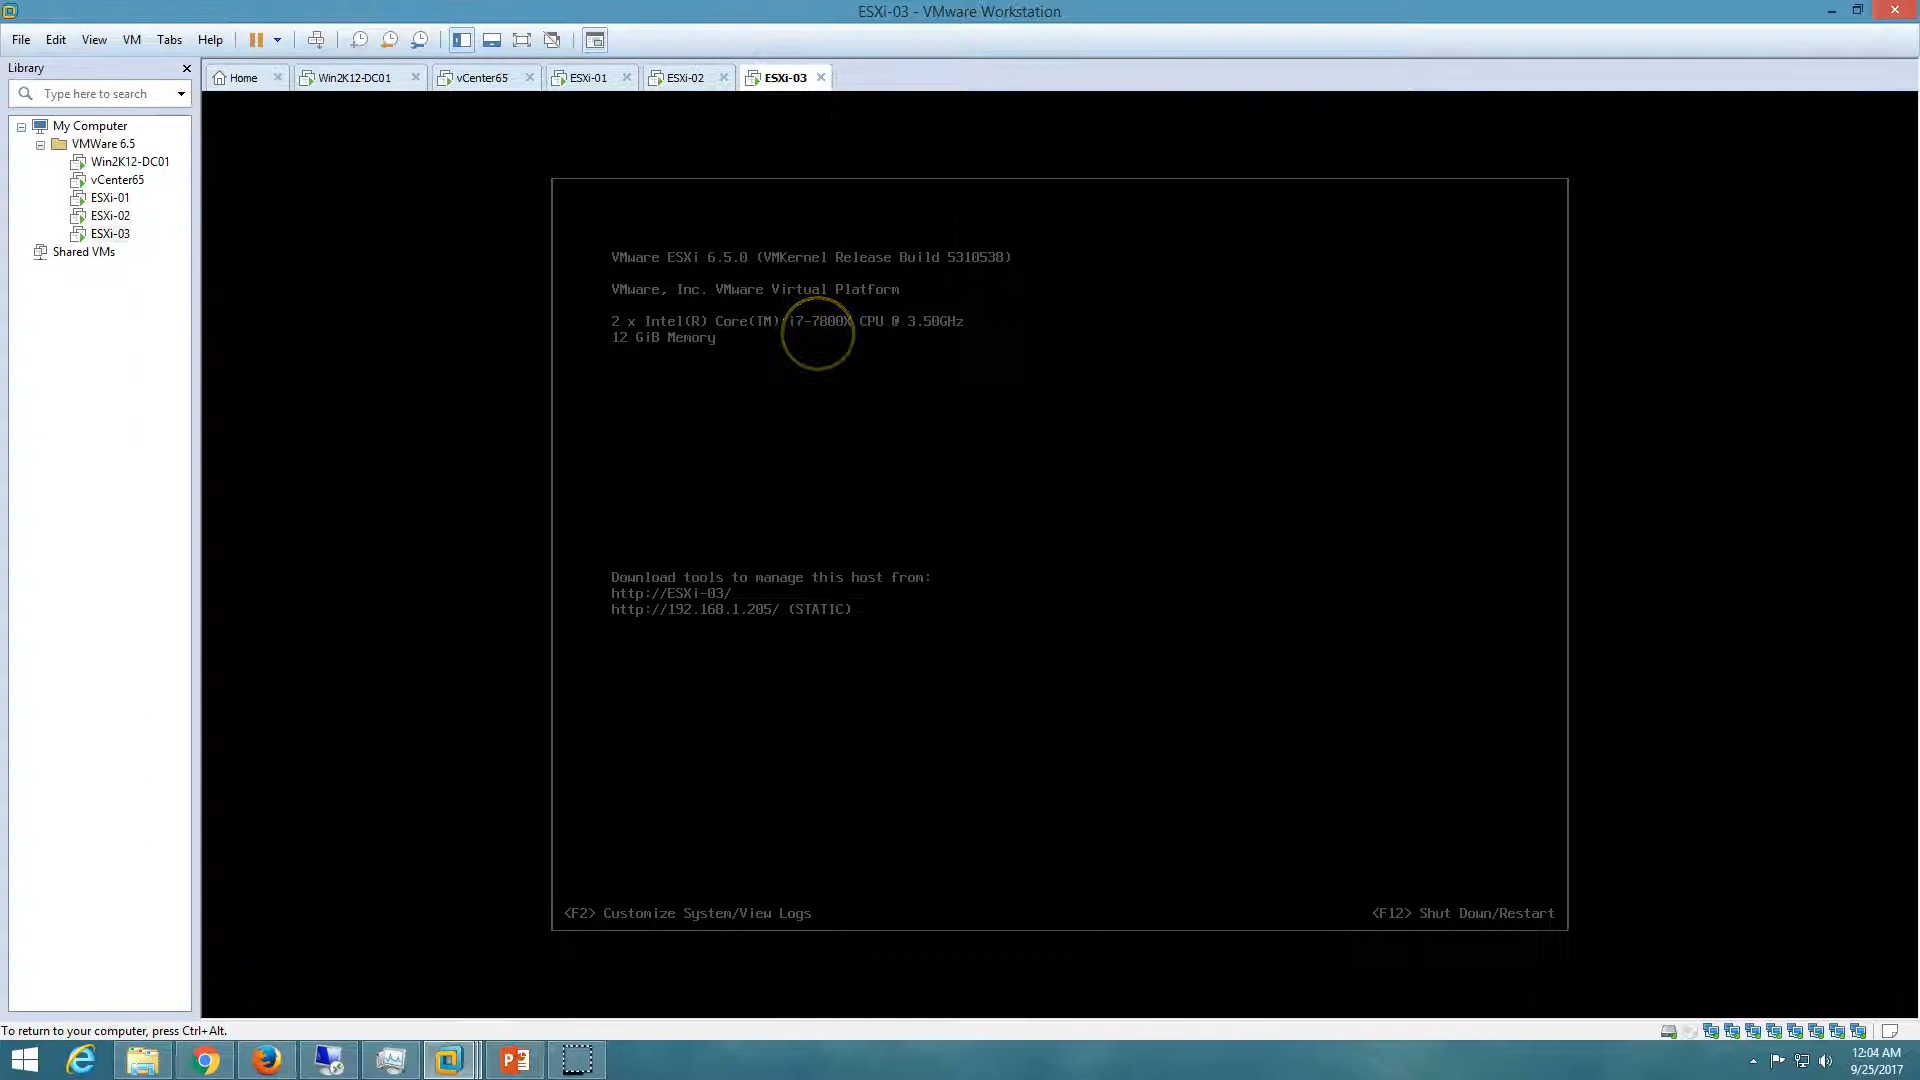 ESXi-03 - VMware Workstation
File Edit View VM Tabs Help
Library
Type here to search
My Computer
VMWare 6.5
Win2K12-DC01
vCenter65
ESXi-01
ESXi-02
ESXi-03
Shared VMs
Home Win2K12-DC01 vCenter65 ESXi-01 ESXi-02 ESXi-03
VMware ESXi 6.5.0 (VMKernel Release Build 5310538)
VMware, Inc. VMware Virtual Platform
2 x Intel(R) Core(TM) i7-7800X CPU @ 3.50GHz
12 GiB Memory
Download tools to manage this host from:
http://ESXi-03/
http://192.168.1.205/ (STATIC)
<F2> Customize System/View Logs
<F12> Shut Down/Restart
To return to your computer, press Ctrl+Alt.
12:04 AM
9/25/2017